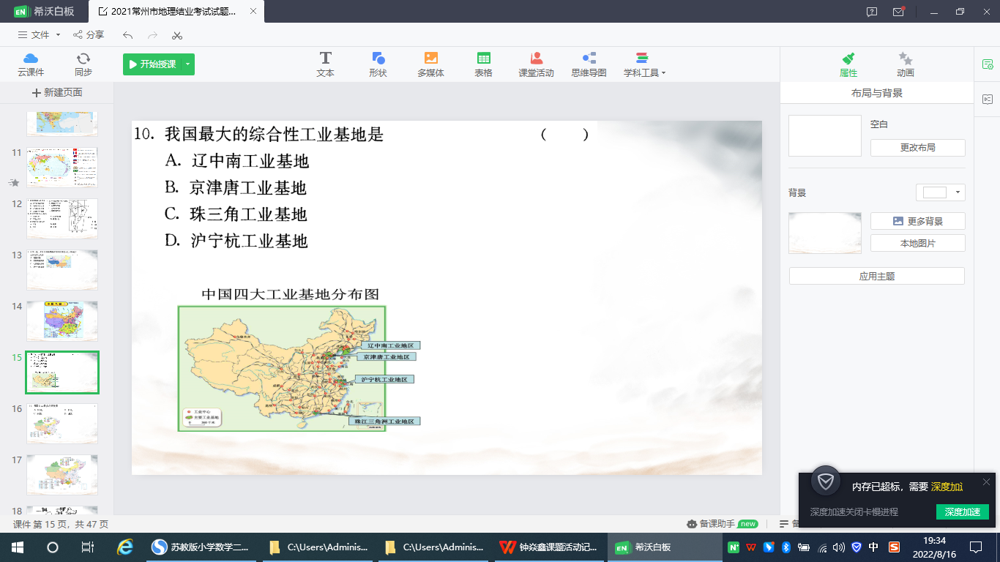 希沃白板
2021常州市地理结业考试试题...
文件
分享
云课件
同步
开始授课
文本
形状
多媒体
表格
课堂活动
思维导图
学科工具
属性
动画
新建页面
布局与背景
空白
更改布局
背景
更多背景
本地图片
应用主题
11
12
13
14
15
16
17
18
10. 我国最大的综合性工业基地是 （ ）
A. 辽中南工业基地
B. 京津唐工业基地
C. 珠三角工业基地
D. 沪宁杭工业基地
中国四大工业基地分布图
辽中南工业地区
京津唐工业地区
沪宁杭工业地区
珠江三角洲工业地区
工业中心
主要工业基地
内存已超标，需要 深度加
深度加速关闭卡慢进程
深度加速
课件 第 15 页，共 47 页
备课助手 new
苏教版小学数学二...
C:\Users\Adminis...
C:\Users\Adminis...
钟焱鑫课题活动记...
希沃白板
中
19:34
2022/8/16